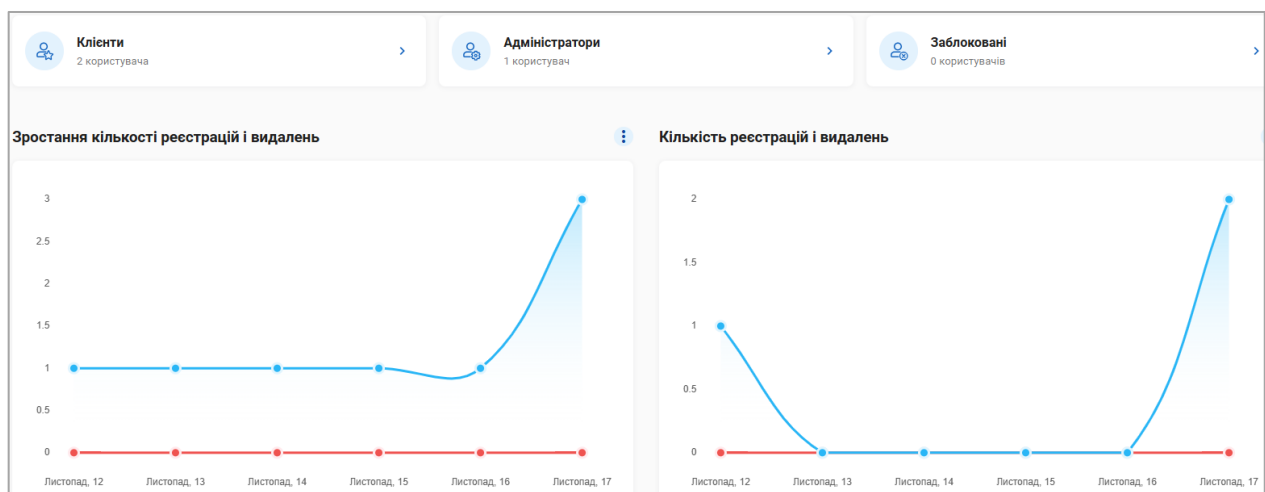 Клієнти
2 користувача
Адміністратори
1 користувач
Заблоковані
0 користувачів
Зростання кількості реєстрацій і видалень
3
2.5
2
1.5
1
0.5
0
Листопад, 12 Листопад, 13 Листопад, 14 Листопад, 15 Листопад, 16 Листопад, 17
Кількість реєстрацій і видалень
2
1.5
1
0.5
0
Листопад, 12 Листопад, 13 Листопад, 14 Листопад, 15 Листопад, 16 Листопад, 17